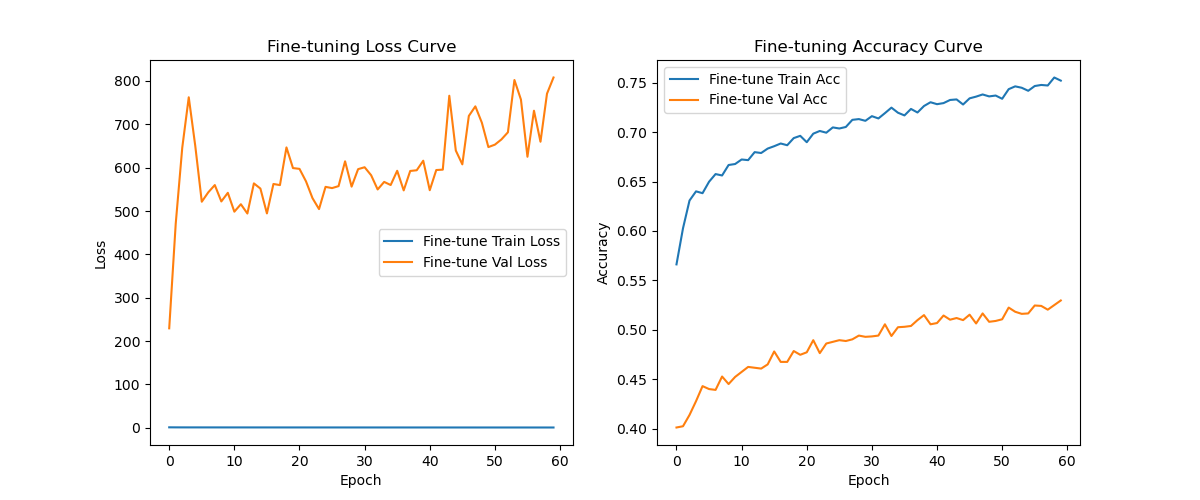 Fine-tuning Loss Curve
800
700
600
500
400
300
200
100
0
Loss
Fine-tune Train Loss
Fine-tune Val Loss
0 10 20 30 40 50 60
Epoch
Fine-tuning Accuracy Curve
Fine-tune Train Acc
Fine-tune Val Acc
0.75
0.70
0.65
0.60
0.55
0.50
0.45
0.40
Accuracy
0 10 20 30 40 50 60
Epoch